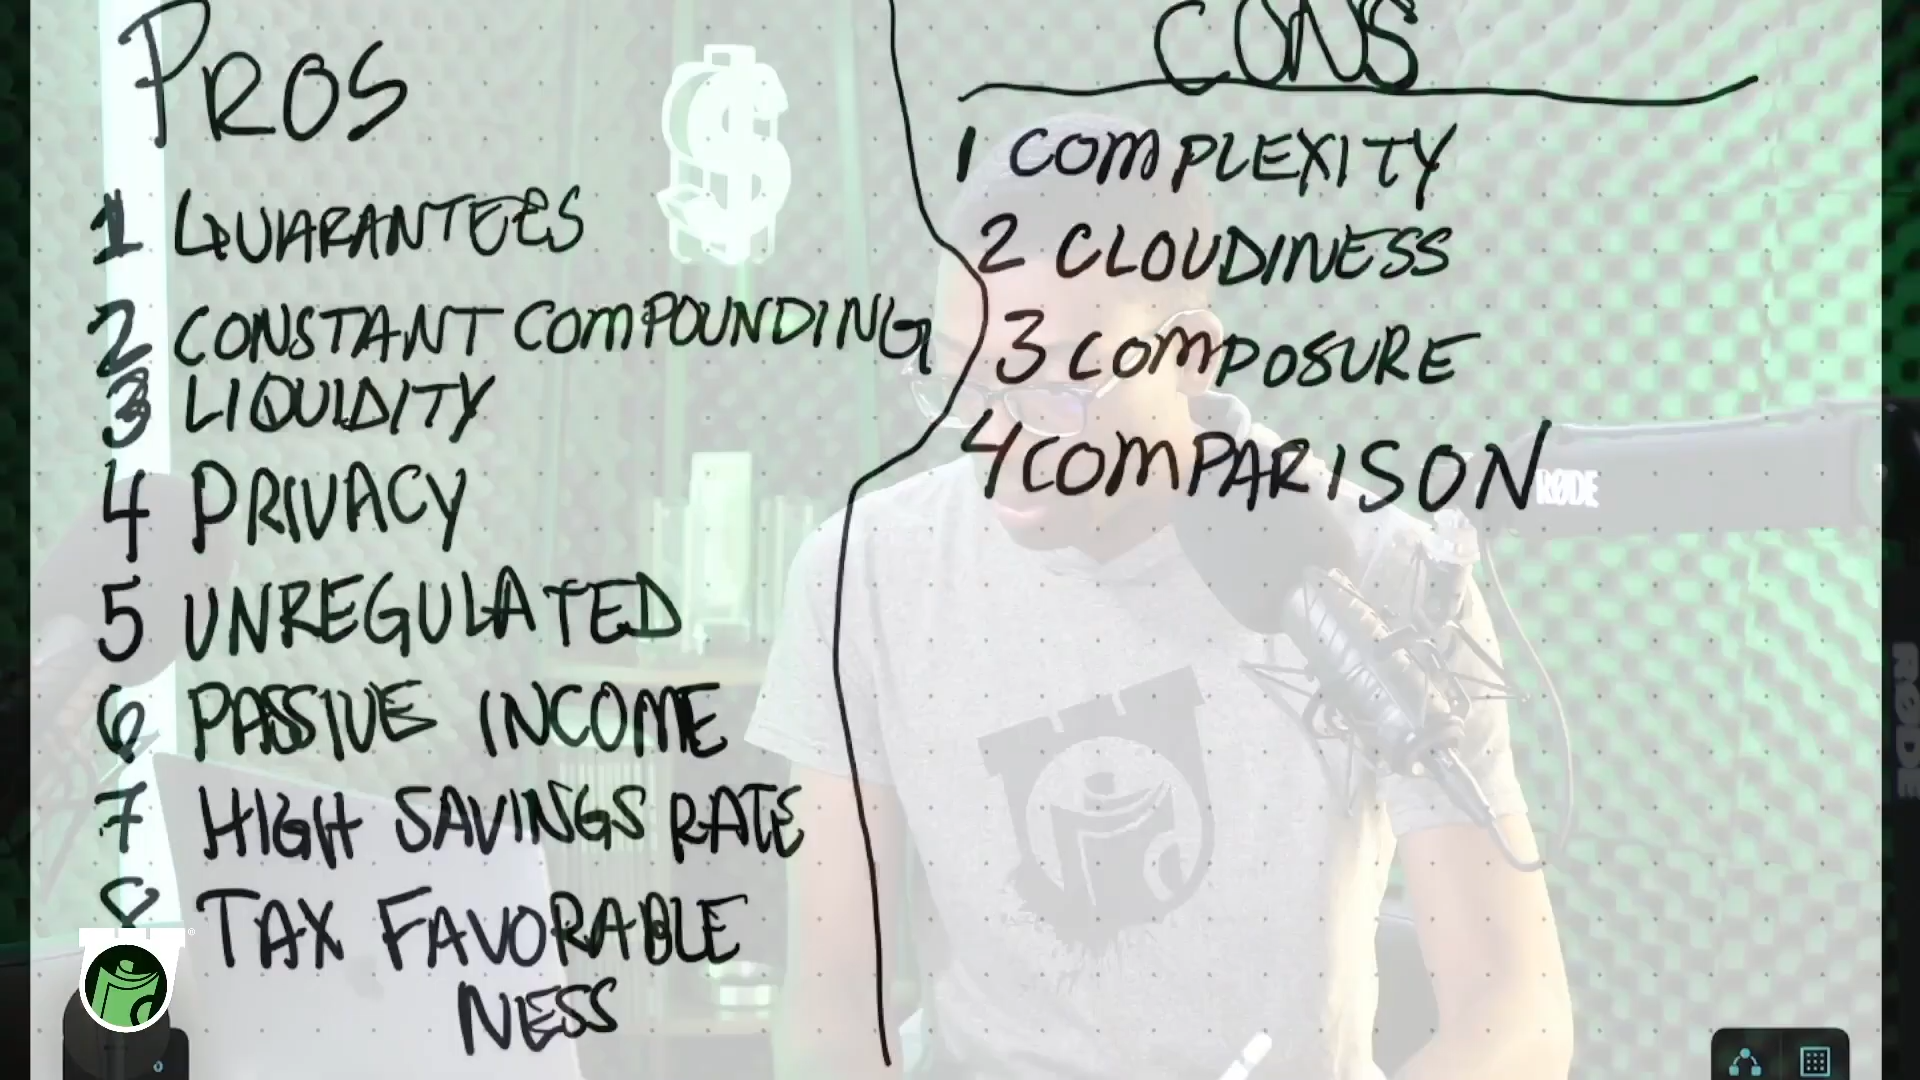 PROS
1 GUARANTEES
2 CONSTANT COMPOUNDING
3 LIQUIDITY
4 PRIVACY
5 UNREGULATED
6 PASSIVE INCOME
7 HIGH SAVINGS RATE
8 TAX FAVORABLE
NESS
CONS
1 COMPLEXITY
2 CLOUDINESS
3 COMPOSURE
4 COMPARISON
RØDE
RØDE